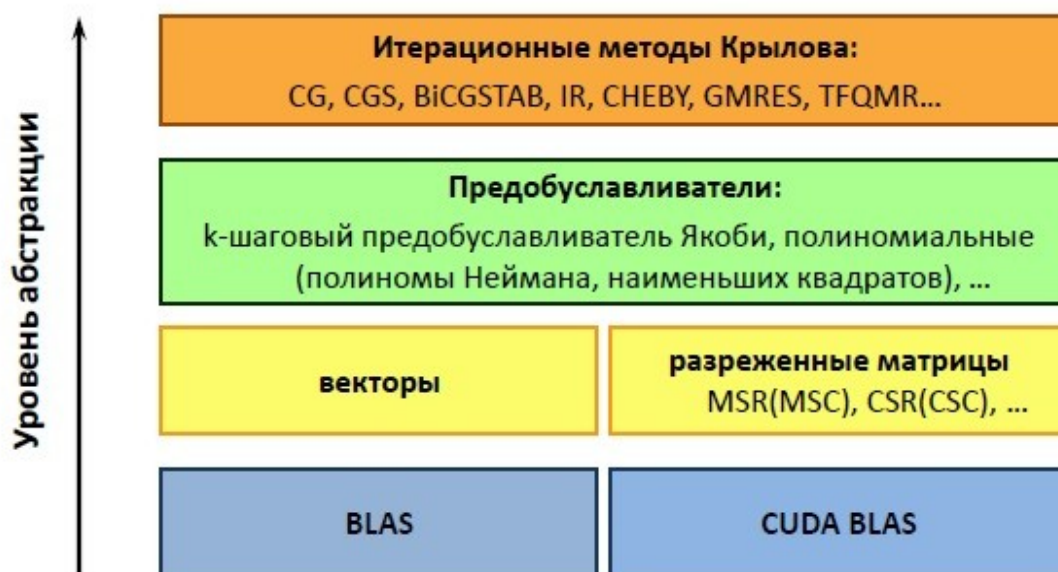 Уровень абстракции
Итерационные методы Крылова:
CG, CGS, BiCGSTAB, IR, CHEBY, GMRES, TFQMR...
Предобуславливатели:
k-шаговый предобуславливатель Якоби, полиномиальные
(полиномы Неймана, наименьших квадратов), ...
векторы
разреженные матрицы
MSR(MSC), CSR(CSC), ...
BLAS
CUDA BLAS